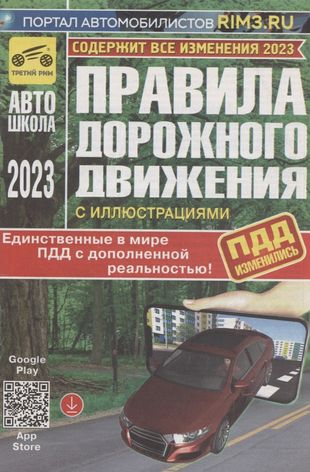 ПОРТАЛ АВТОМОБИЛИСТОВ RIM3.RU
СОДЕРЖИТ ВСЕ ИЗМЕНЕНИЯ 2023
ТРЕТИЙ РИМ
АВТО
ШКОЛА
2023
ПРАВИЛА
ДОРОЖНОГО
ДВИЖЕНИЯ
С ИЛЛЮСТРАЦИЯМИ
Единственные в мире
ПДД с дополненной
реальностью!
ПДД
ИЗМЕНИЛИСЬ
Google
Play
App
Store